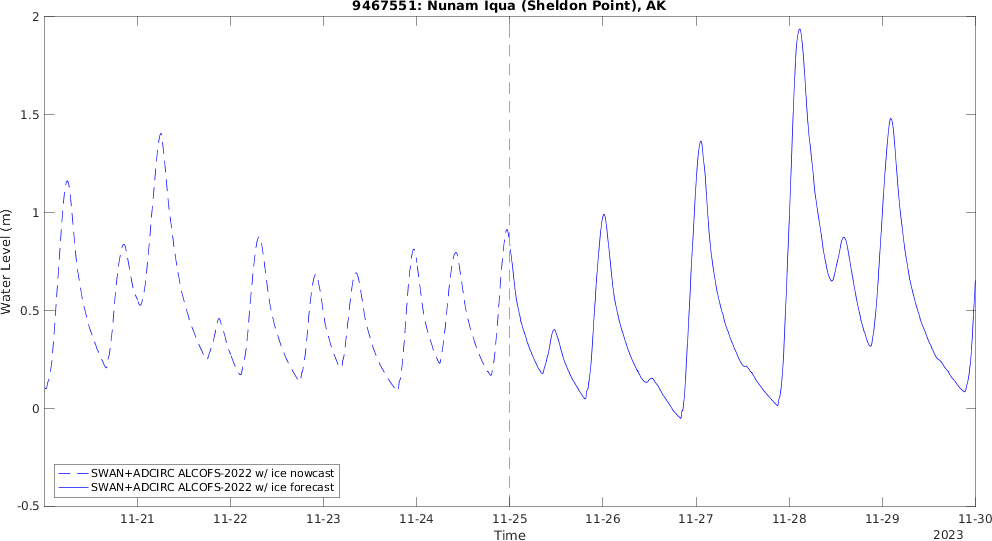 9467551: Nunam Iqua (Sheldon Point), AK
Water Level (m)
2
1.5
1
0.5
0
-0.5
SWAN+ADCIRC ALCOFS-2022 w/ ice nowcast
SWAN+ADCIRC ALCOFS-2022 w/ ice forecast
11-21 11-22 11-23 11-24 11-25 11-26 11-27 11-28 11-29 11-30
Time
2023